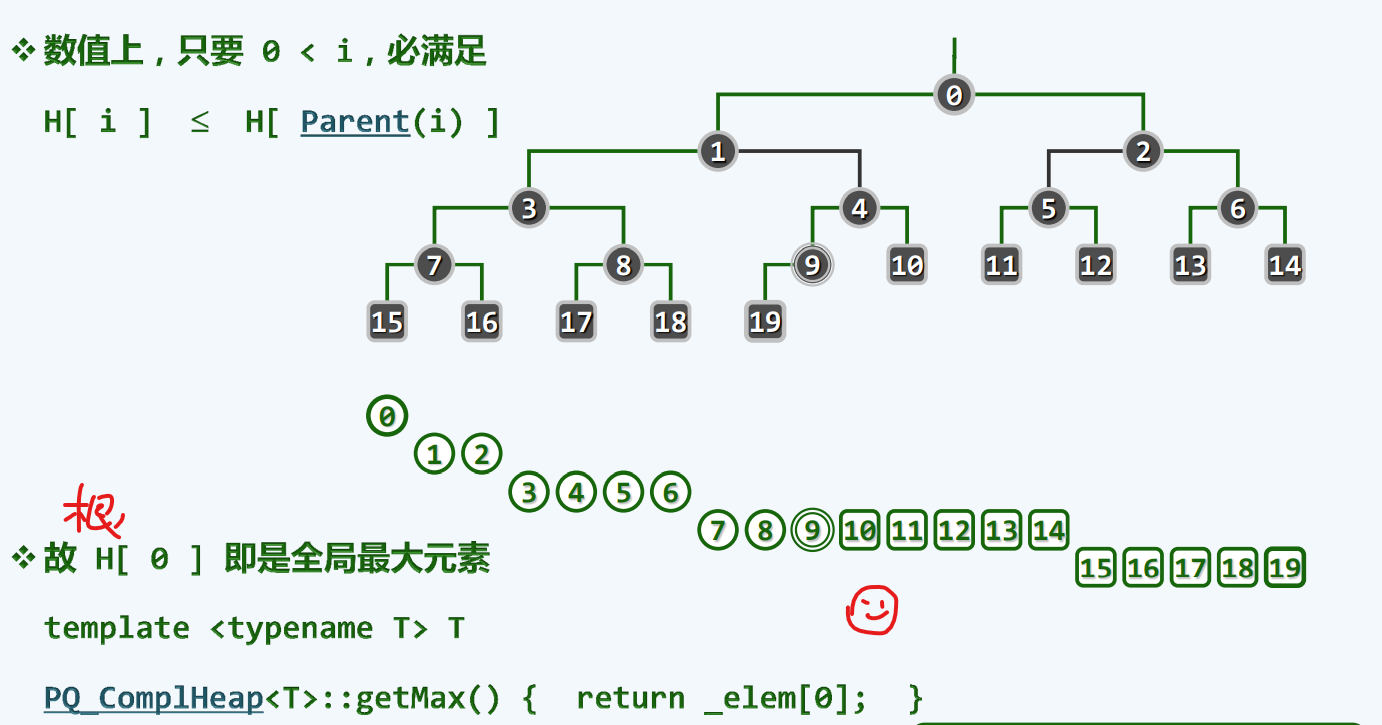 ❖ 数值上，只要 0 < i，必满足
H[ i ] ≤ H[ Parent(i) ]
0
1 2
3 4 5 6
7 8 9 10 11 12 13 14
15 16 17 18 19
0
1 2
3 4 5 6
7 8 9 10 11 12 13 14
15 16 17 18 19
根
❖ 故 H[ 0 ] 即是全局最大元素
template <typename T> T
PQ_ComplHeap<T>::getMax() { return _elem[0]; }